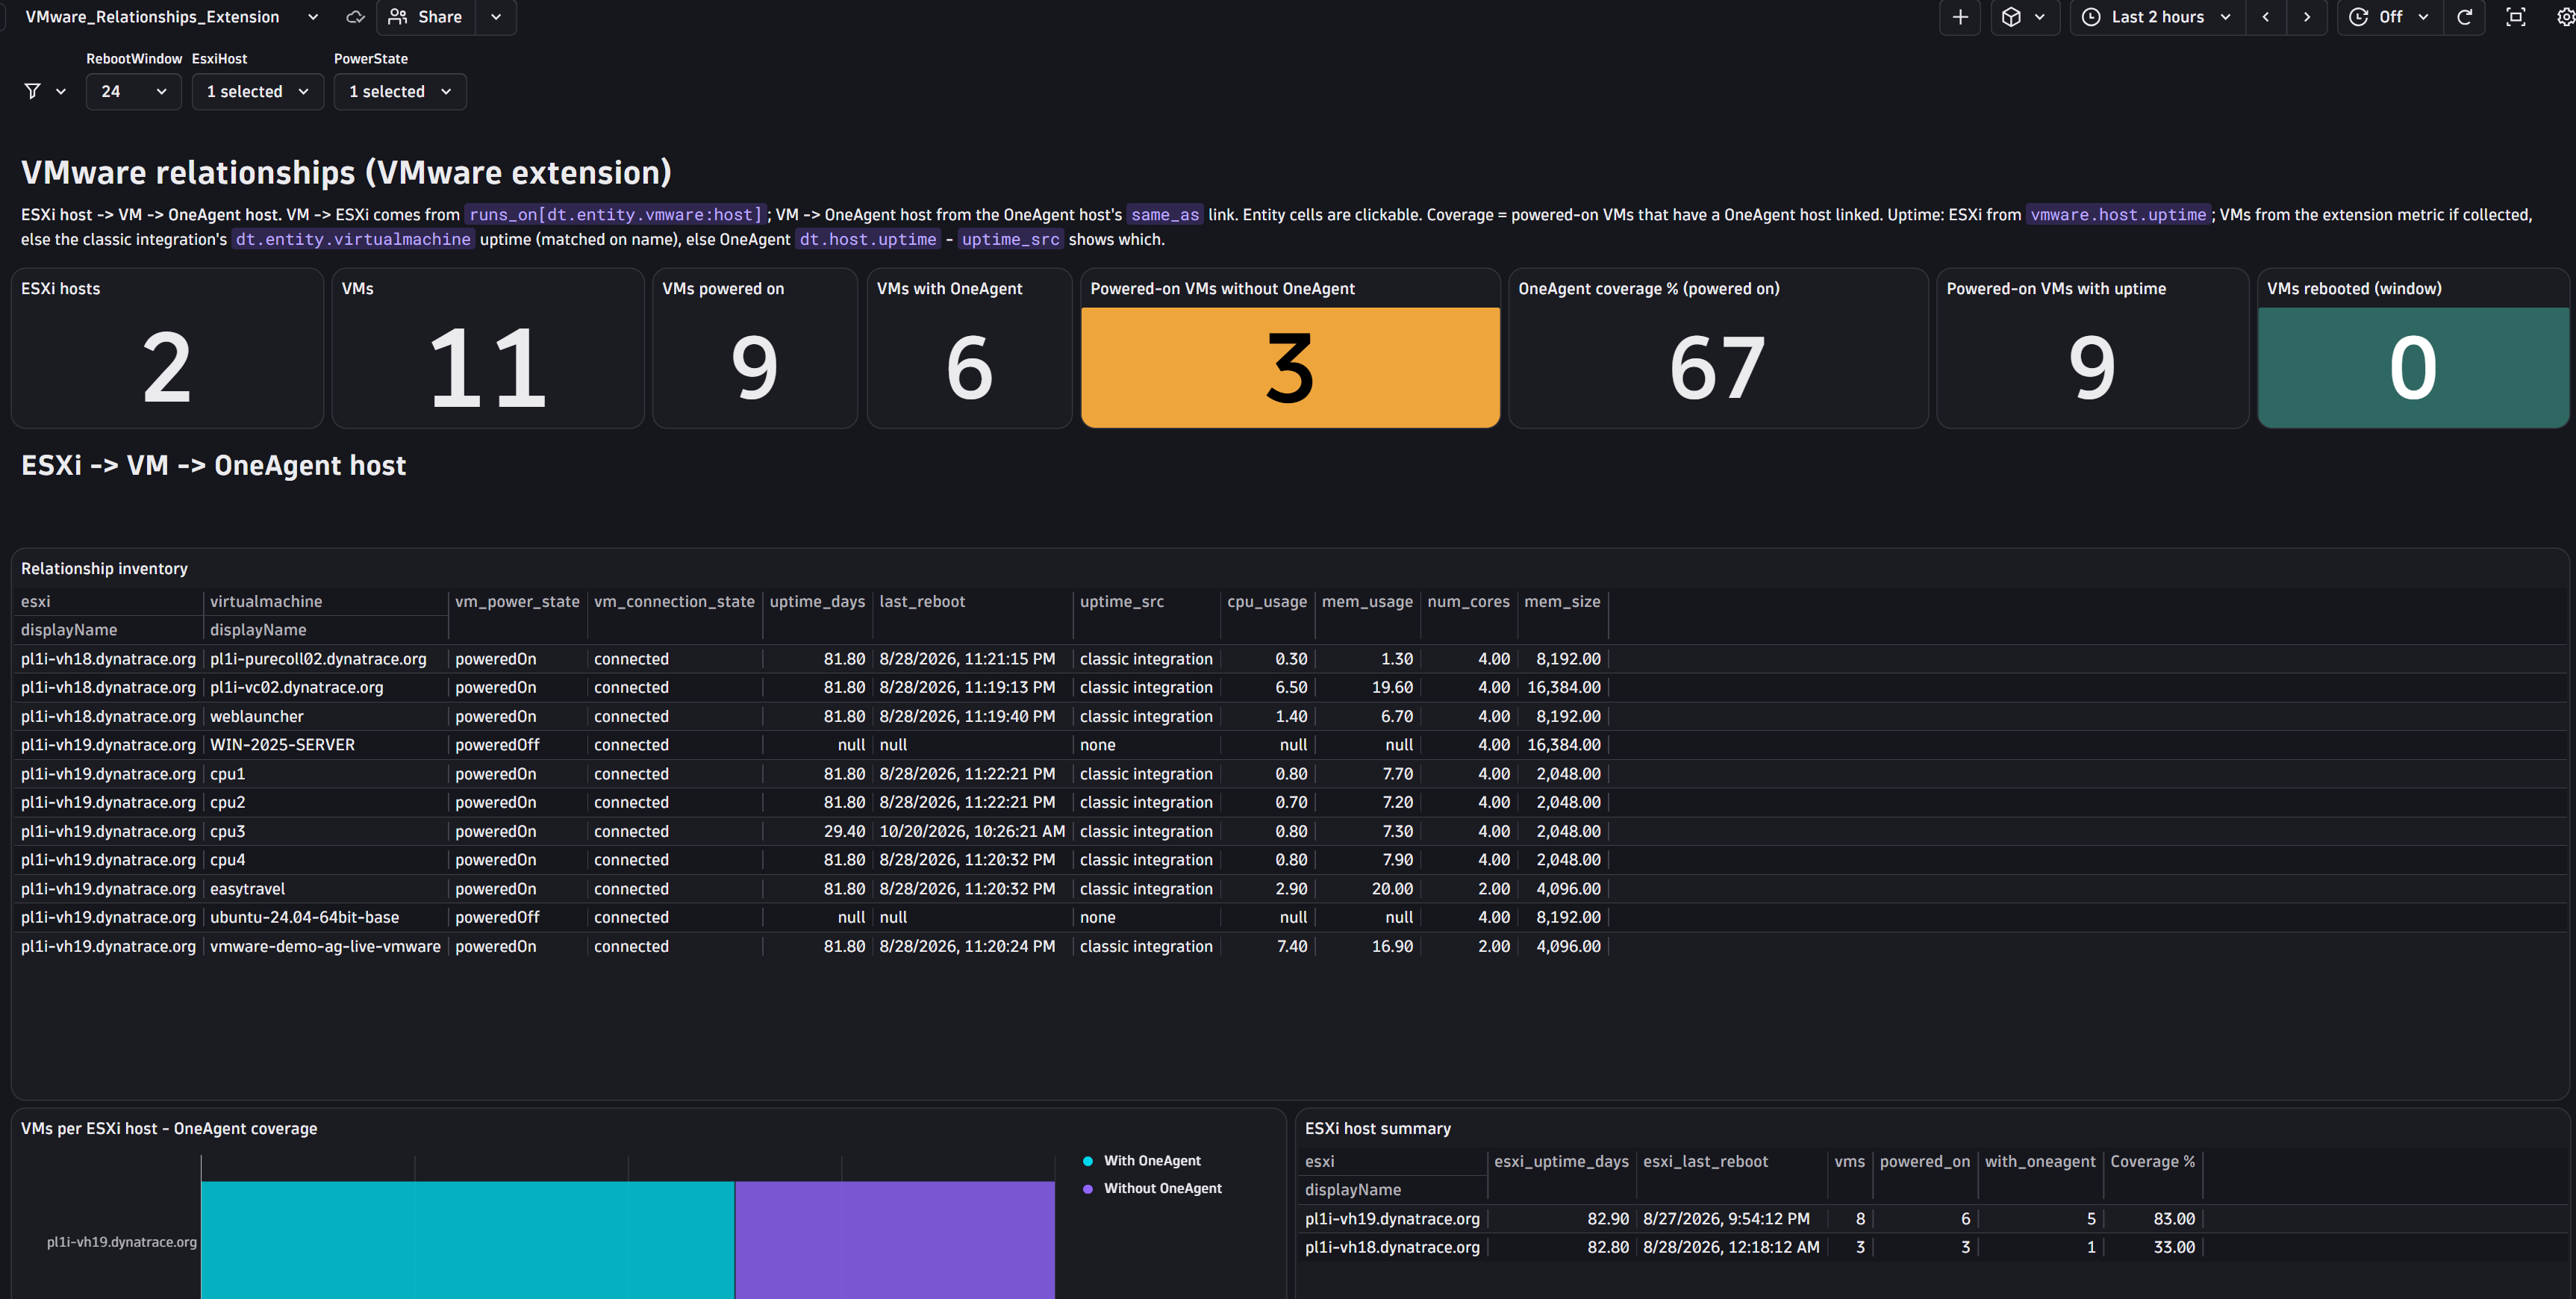 VMware_Relationships_Extension Share Last 2 hours Off
RebootWindow EsxiHost PowerState
24 1 selected 1 selected
VMware relationships (VMware extension)
ESXi host -> VM -> OneAgent host. VM -> ESXi comes from runs_on[dt.entity.vmware:host]; VM -> OneAgent host from the OneAgent host's same_as link. Entity cells are clickable. Coverage = powered-on VMs that have a OneAgent host linked. Uptime: ESXi from vmware.host.uptime; VMs from the extension metric if collected,
else the classic integration's dt.entity.virtualmachine uptime (matched on name), else OneAgent dt.host.uptime - uptime_src shows which.
ESXi hosts VMs VMs powered on VMs with OneAgent Powered-on VMs without OneAgent OneAgent coverage % (powered on) Powered-on VMs with uptime VMs rebooted (window)
2 11 9 6 3 67 9 0
ESXi -> VM -> OneAgent host
Relationship inventory
esxi virtualmachine vm_power_state vm_connection_state uptime_days last_reboot uptime_src cpu_usage mem_usage num_cores mem_size
displayName displayName
pl1i-vh18.dynatrace.org pl1i-purecoll02.dynatrace.org poweredOn connected 81.80 8/28/2026, 11:21:15 PM classic integration 0.30 1.30 4.00 8,192.00
pl1i-vh18.dynatrace.org pl1i-vc02.dynatrace.org poweredOn connected 81.80 8/28/2026, 11:19:13 PM classic integration 6.50 19.60 4.00 16,384.00
pl1i-vh18.dynatrace.org weblauncher poweredOn connected 81.80 8/28/2026, 11:19:40 PM classic integration 1.40 6.70 4.00 8,192.00
pl1i-vh19.dynatrace.org WIN-2025-SERVER poweredOff connected null null none null null 4.00 16,384.00
pl1i-vh19.dynatrace.org cpu1 poweredOn connected 81.80 8/28/2026, 11:22:21 PM classic integration 0.80 7.70 4.00 2,048.00
pl1i-vh19.dynatrace.org cpu2 poweredOn connected 81.80 8/28/2026, 11:22:21 PM classic integration 0.70 7.20 4.00 2,048.00
pl1i-vh19.dynatrace.org cpu3 poweredOn connected 29.40 10/20/2026, 10:26:21 AM classic integration 0.80 7.30 4.00 2,048.00
pl1i-vh19.dynatrace.org cpu4 poweredOn connected 81.80 8/28/2026, 11:20:32 PM classic integration 0.80 7.90 4.00 2,048.00
pl1i-vh19.dynatrace.org easytravel poweredOn connected 81.80 8/28/2026, 11:20:32 PM classic integration 2.90 20.00 2.00 4,096.00
pl1i-vh19.dynatrace.org ubuntu-24.04-64bit-base poweredOff connected null null none null null 4.00 8,192.00
pl1i-vh19.dynatrace.org vmware-demo-ag-live-vmware poweredOn connected 81.80 8/28/2026, 11:20:24 PM classic integration 7.40 16.90 2.00 4,096.00
VMs per ESXi host - OneAgent coverage
With OneAgent
Without OneAgent
pl1i-vh19.dynatrace.org
ESXi host summary
esxi esxi_uptime_days esxi_last_reboot vms powered_on with_oneagent Coverage %
displayName
pl1i-vh19.dynatrace.org 82.90 8/27/2026, 9:54:12 PM 8 6 5 83.00
pl1i-vh18.dynatrace.org 82.80 8/28/2026, 12:18:12 AM 3 3 1 33.00